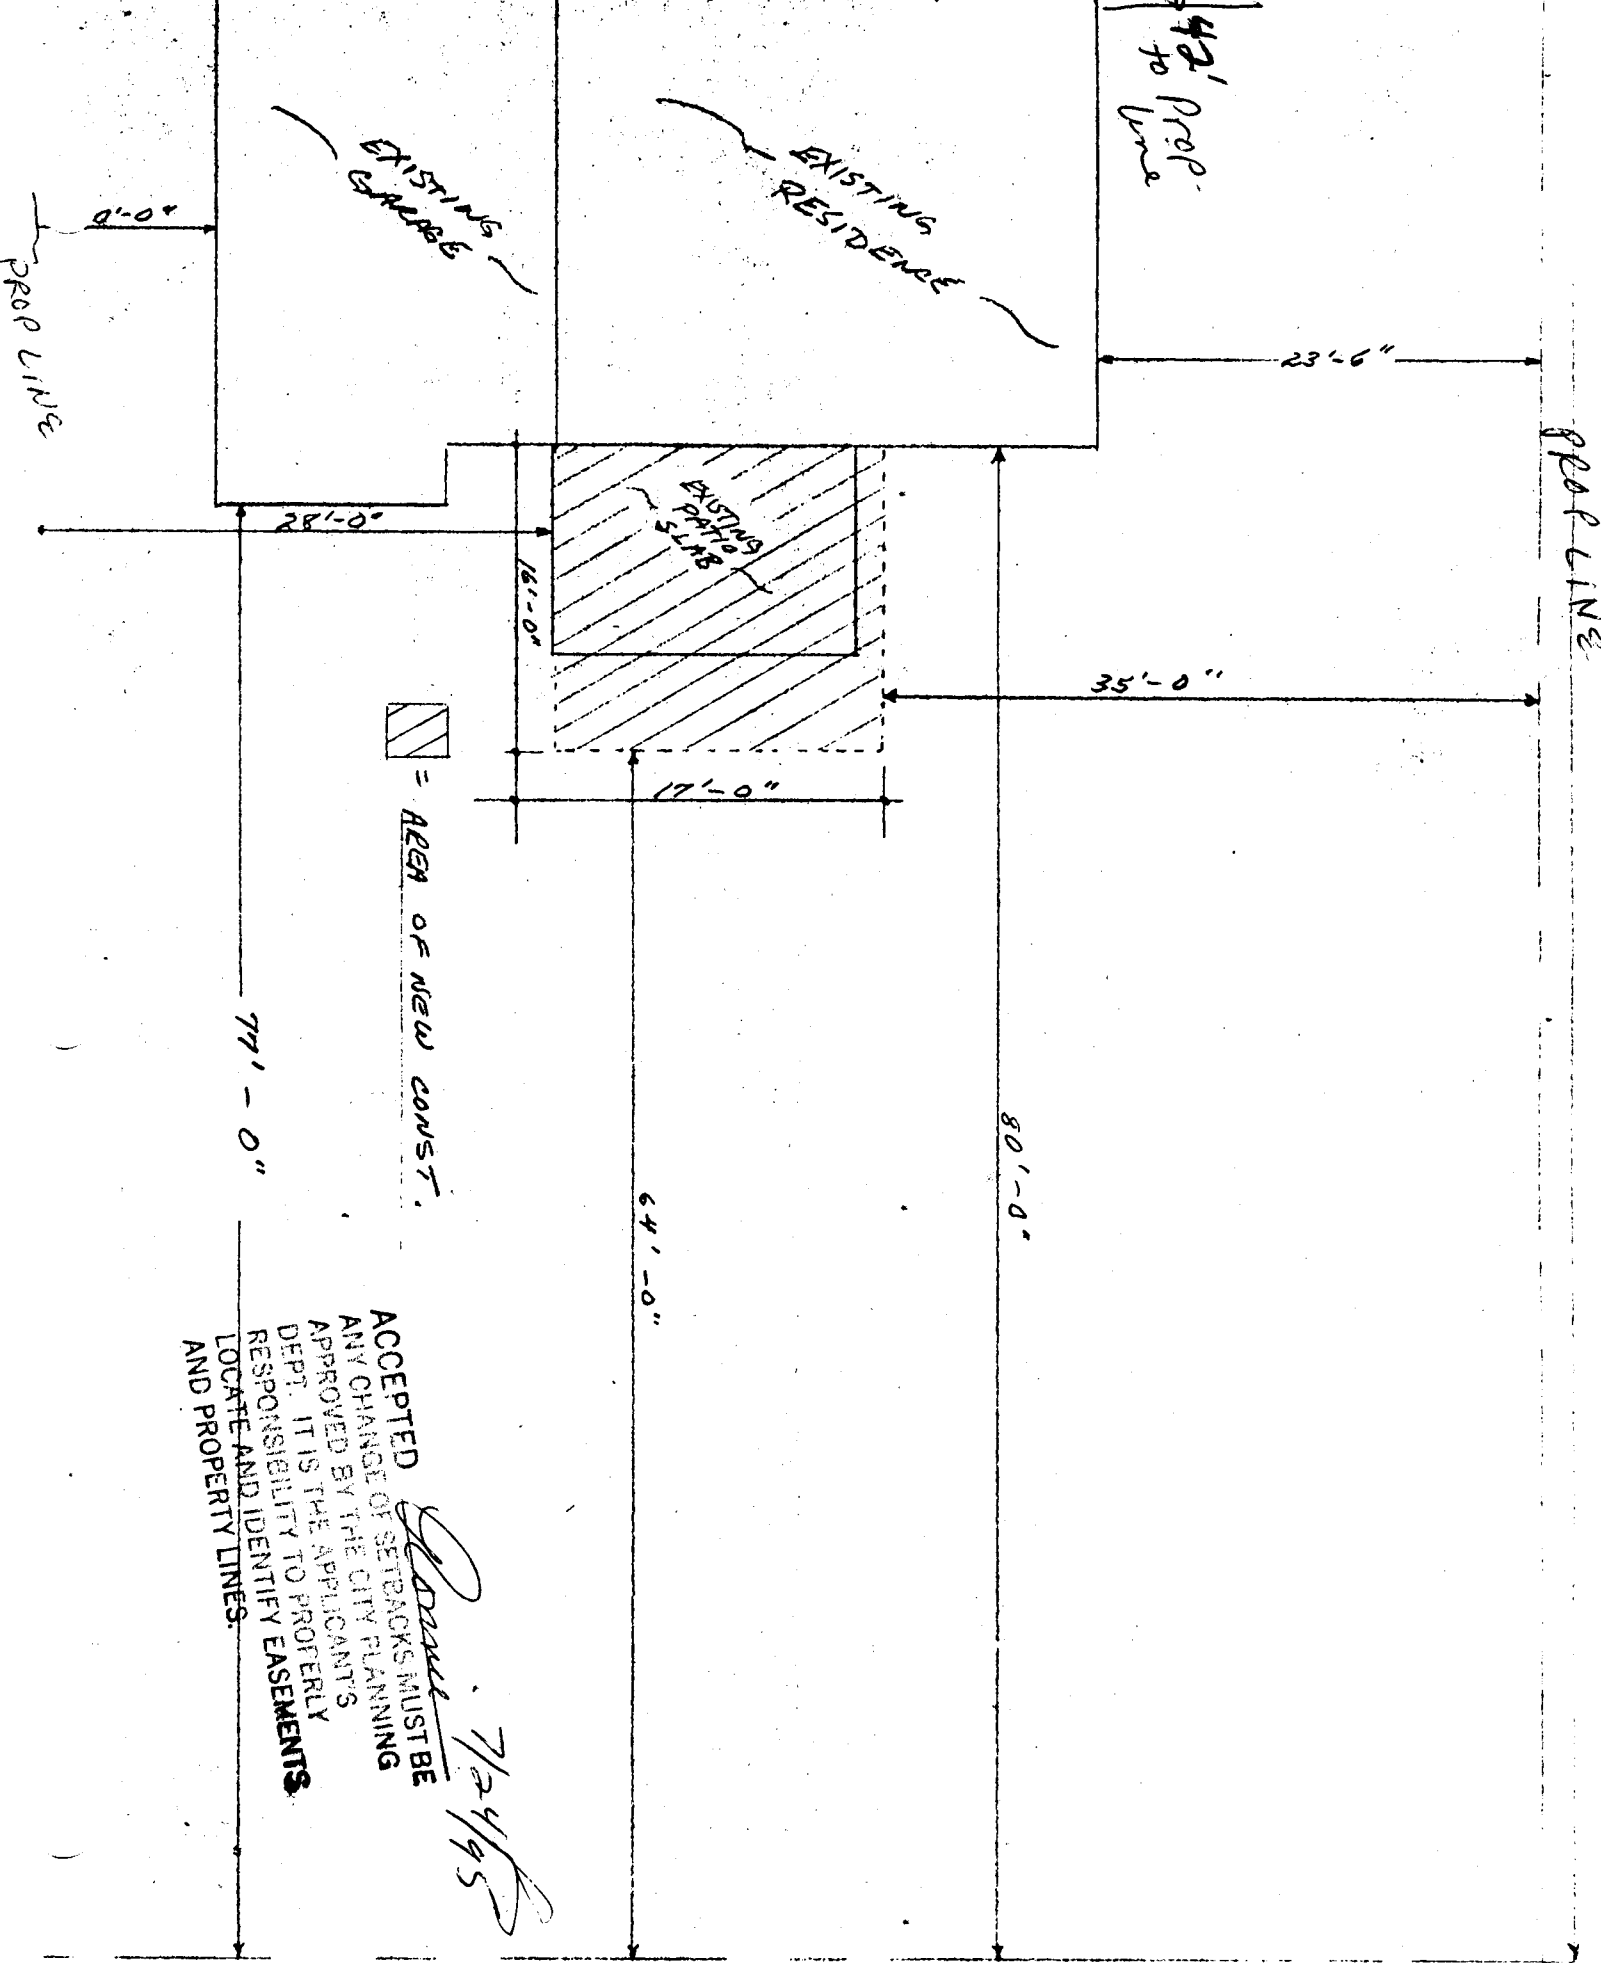 42'
to Prop.
line
EXISTING
RESIDENCE
EXISTING
GARAGE
0'-0"
PROP LINE
23'-6"
PROP LINE
28'-0"
EXISTING
PATIO
SLAB
16'-0"
35'-0"
17'-0"
= AREA OF NEW CONST.
80'-0"
64'-0"
77'-0"
ACCEPTED 7/24/95
ANY CHANGE OF SETBACKS MUST BE
APPROVED BY THE CITY PLANNING
DEPT. IT IS THE APPLICANTS
RESPONSIBILITY TO PROPERLY
LOCATE AND IDENTIFY EASEMENTS
AND PROPERTY LINES.